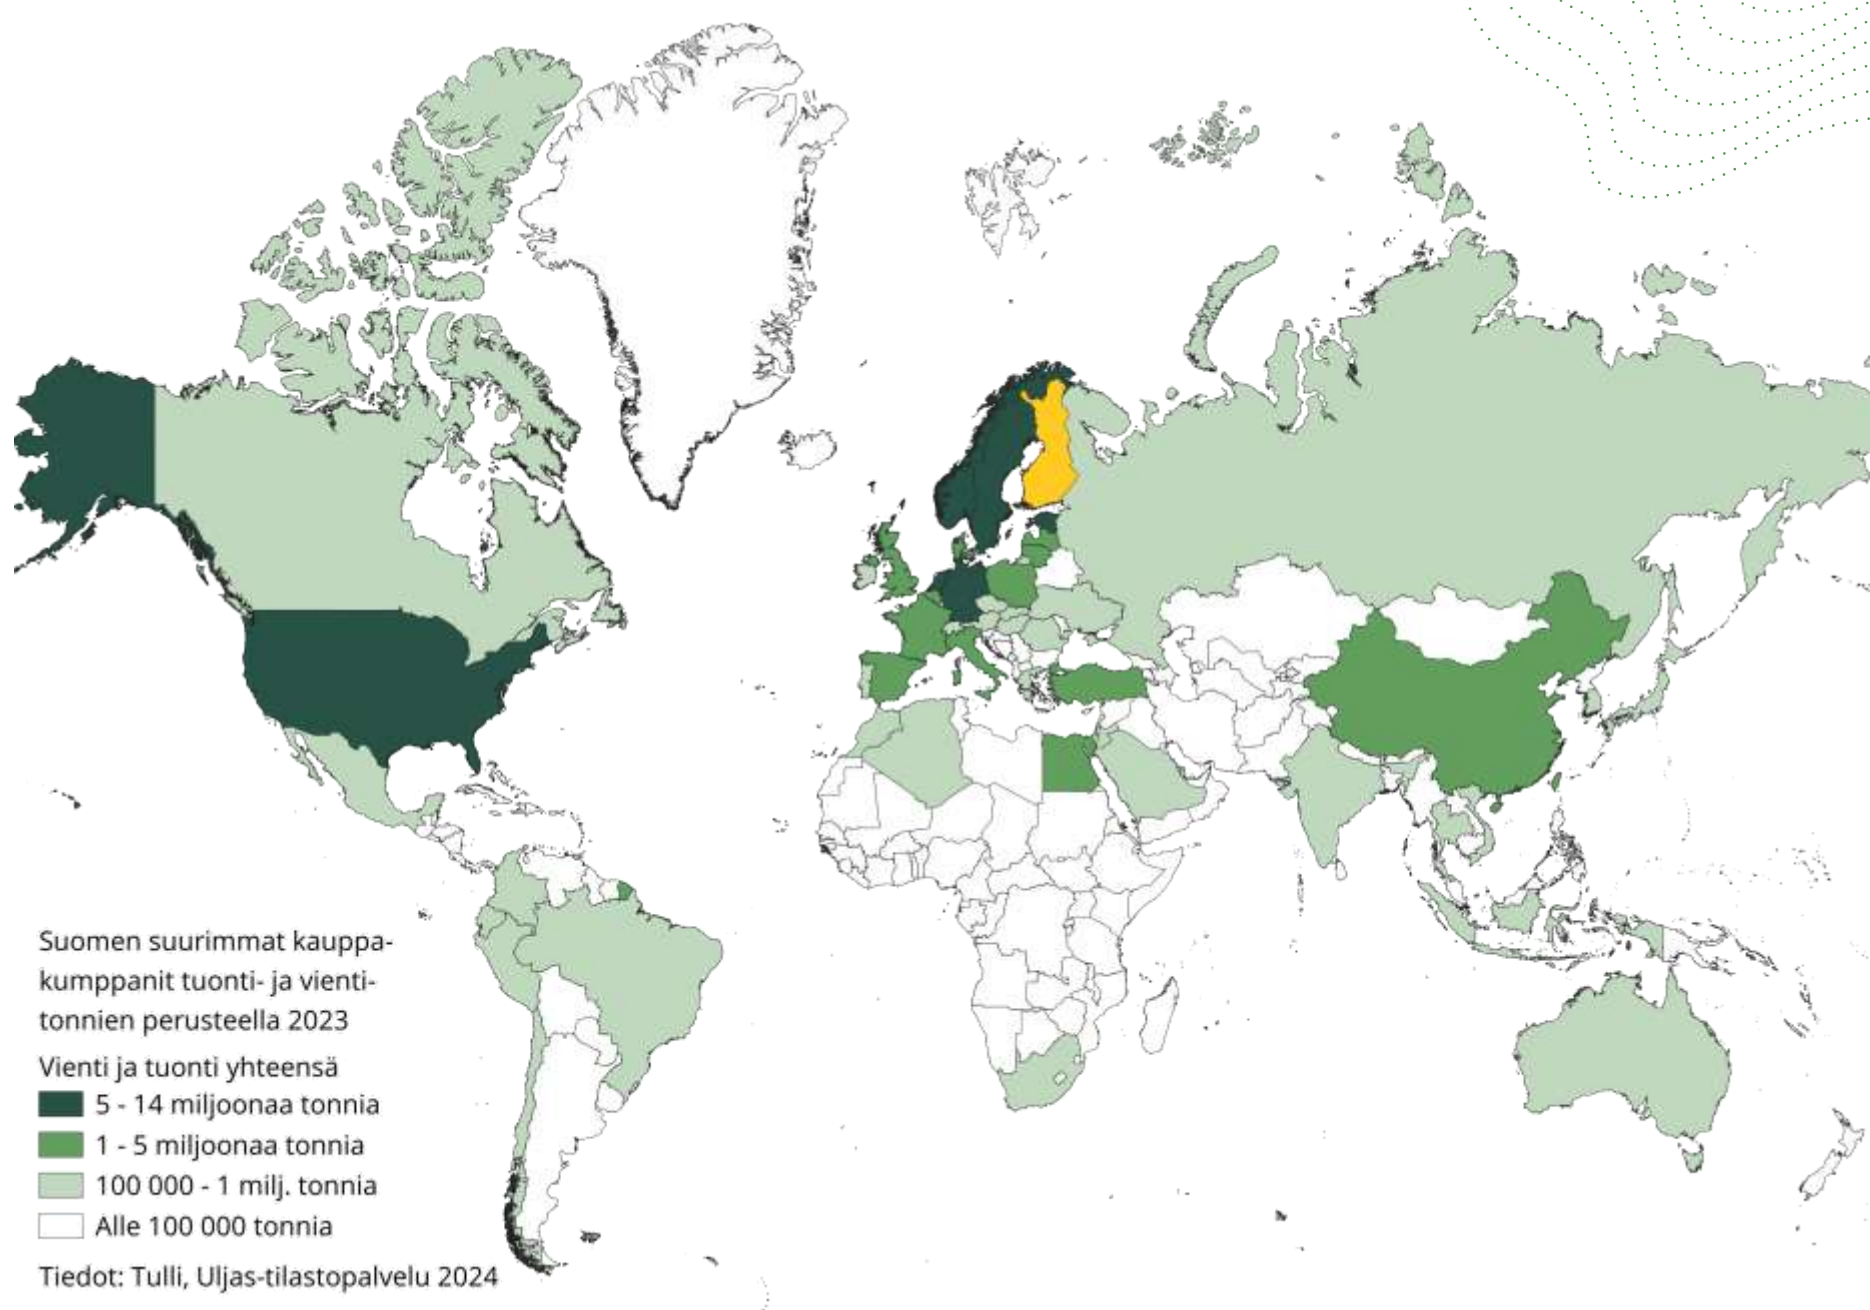 Suomen suurimmat kauppa-
kumppanit tuonti- ja vienti-
tonnien perusteella 2023
Vienti ja tuonti yhteensä
5 - 14 miljoonaa tonnia
1 - 5 miljoonaa tonnia
100 000 - 1 milj. tonnia
Alle 100 000 tonnia
Tiedot: Tulli, Uljas-tilastopalvelu 2024